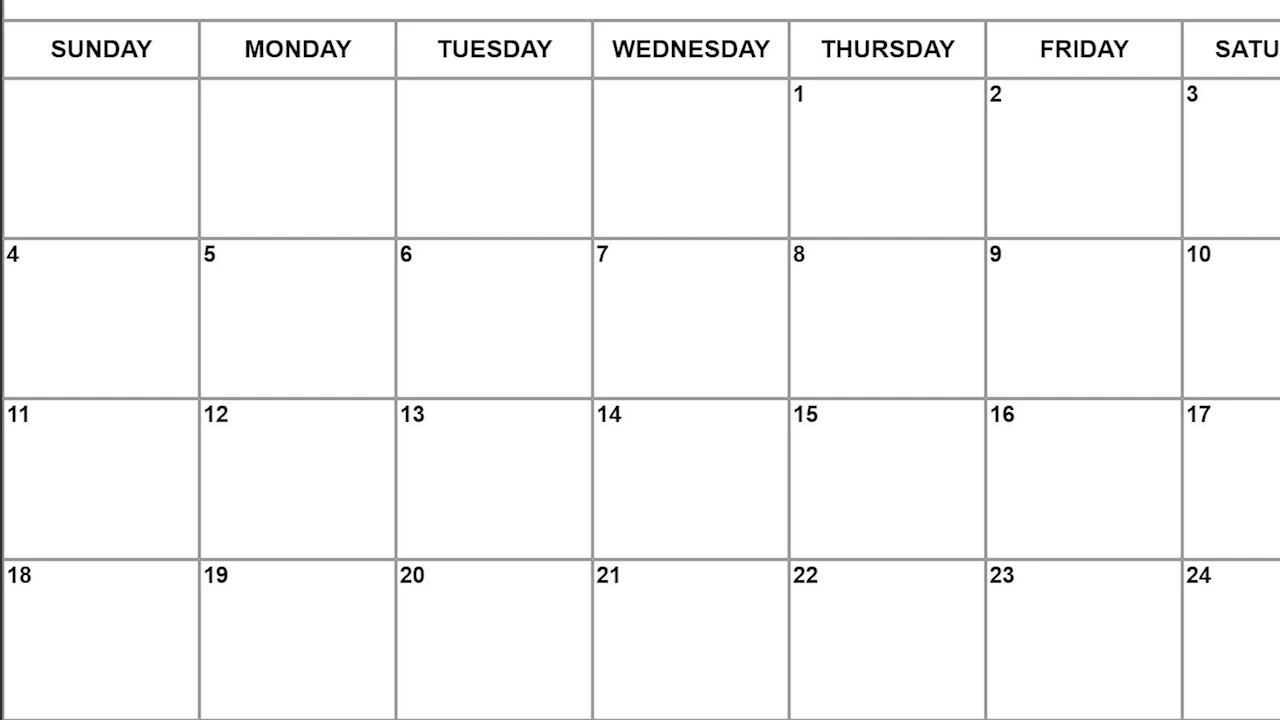 SUNDAY MONDAY TUESDAY WEDNESDAY THURSDAY FRIDAY SATU
1 2 3
4 5 6 7 8 9 10
11 12 13 14 15 16 17
18 19 20 21 22 23 24